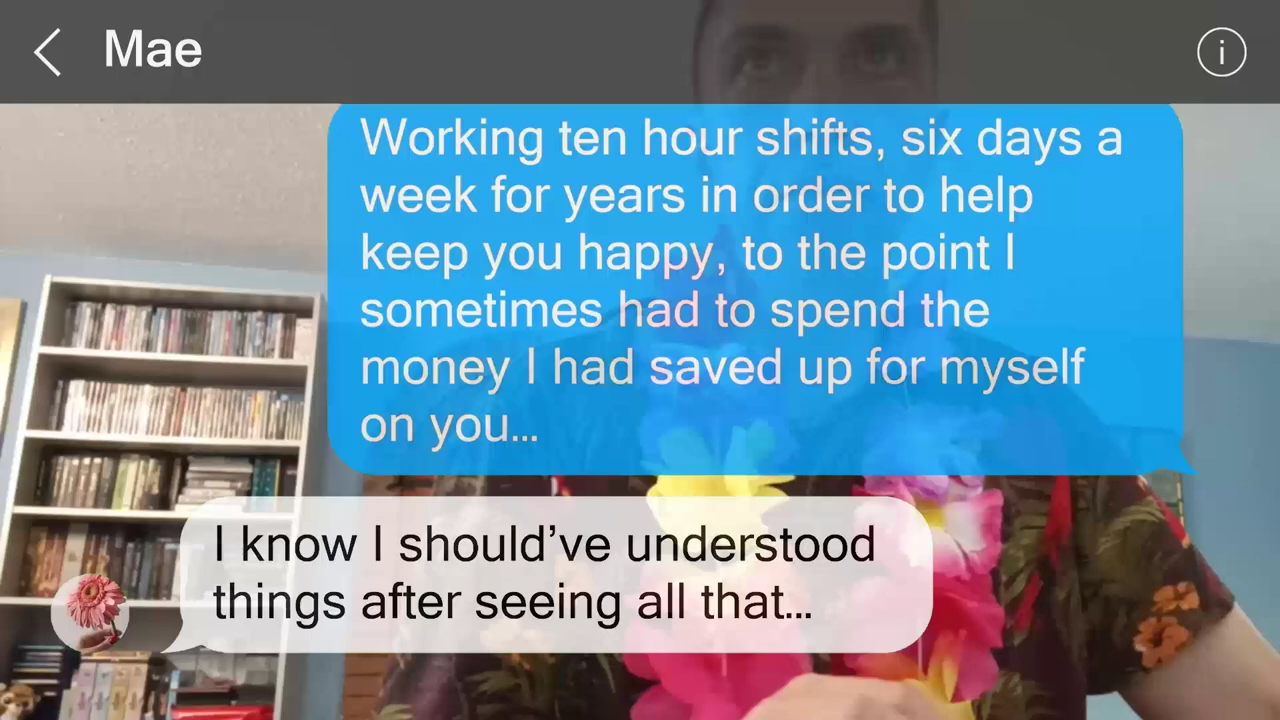 Mae
Working ten hour shifts, six days a
week for years in order to help
keep you happy, to the point I
sometimes had to spend the
money I had saved up for myself
on you…
I know I should’ve understood
things after seeing all that…